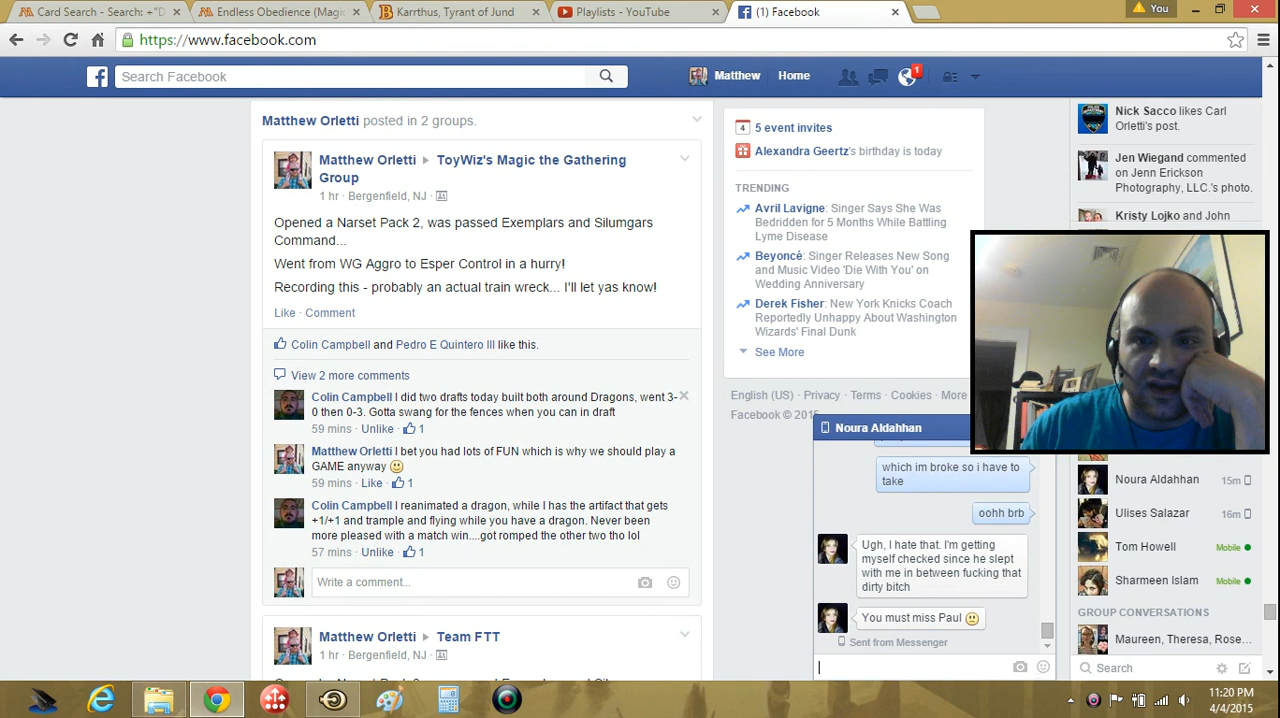 Card Search - Search: +"D
Endless Obedience (Magic
Karrthus, Tyrant of Jund
Playlists - YouTube
(1) Facebook
You
https://www.facebook.com
Search Facebook
Matthew
Home
1
Matthew Orletti posted in 2 groups.
Matthew Orletti ▸ ToyWiz's Magic the Gathering
Group
1 hr · Bergenfield, NJ ·
Opened a Narset Pack 2, was passed Exemplars and Silumgars
Command...
Went from WG Aggro to Esper Control in a hurry!
Recording this - probably an actual train wreck... I'll let yas know!
Like · Comment
Colin Campbell and Pedro E Quintero III like this.
View 2 more comments
Colin Campbell I did two drafts today built both around Dragons, went 3-
0 then 0-3. Gotta swang for the fences when you can in draft
59 mins · Unlike · 1
Matthew Orletti I bet you had lots of FUN which is why we should play a
GAME anyway
59 mins · Like · 1
Colin Campbell I reanimated a dragon, while I has the artifact that gets
+1/+1 and trample and flying while you have a dragon. Never been
more pleased with a match win....got romped the other two tho lol
57 mins · Unlike · 1
Write a comment...
Matthew Orletti ▸ Team FTT
1 hr · Bergenfield, NJ ·
4
5 event invites
Alexandra Geertz's birthday is today
TRENDING
Avril Lavigne: Singer Says She Was
Bedridden for 5 Months While Battling
Lyme Disease
Beyoncé: Singer Releases New Song
and Music Video 'Die With You' on
Wedding Anniversary
Derek Fisher: New York Knicks Coach
Reportedly Unhappy About Washington
Wizards' Final Dunk
See More
English (US) · Privacy · Terms · Cookies · More
Facebook © 2015
Noura Aldahhan
which im broke so i have to
take
oohh brb
Ugh, I hate that. I'm getting
myself checked since he slept
with me in between fucking that
dirty bitch
You must miss Paul
Sent from Messenger
Nick Sacco likes Carl
Orletti's post.
Jen Wiegand commented
on Jenn Erickson
Photography, LLC.'s photo.
Kristy Lojko and John
Noura Aldahhan 15m
Ulises Salazar 16m
Tom Howell Mobile
Sharmeen Islam Mobile
GROUP CONVERSATIONS
Maureen, Theresa, Rose...
Search
11:20 PM
4/4/2015